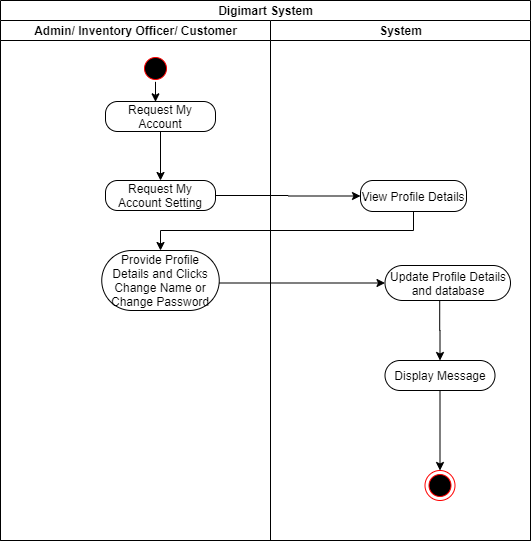 Digimart System
Admin/ Inventory Officer/ Customer
System
Request My
Account
Request My
Account Setting
View Profile Details
Provide Profile
Details and Clicks
Change Name or
Change Password
Update Profile Details
and database
Display Message